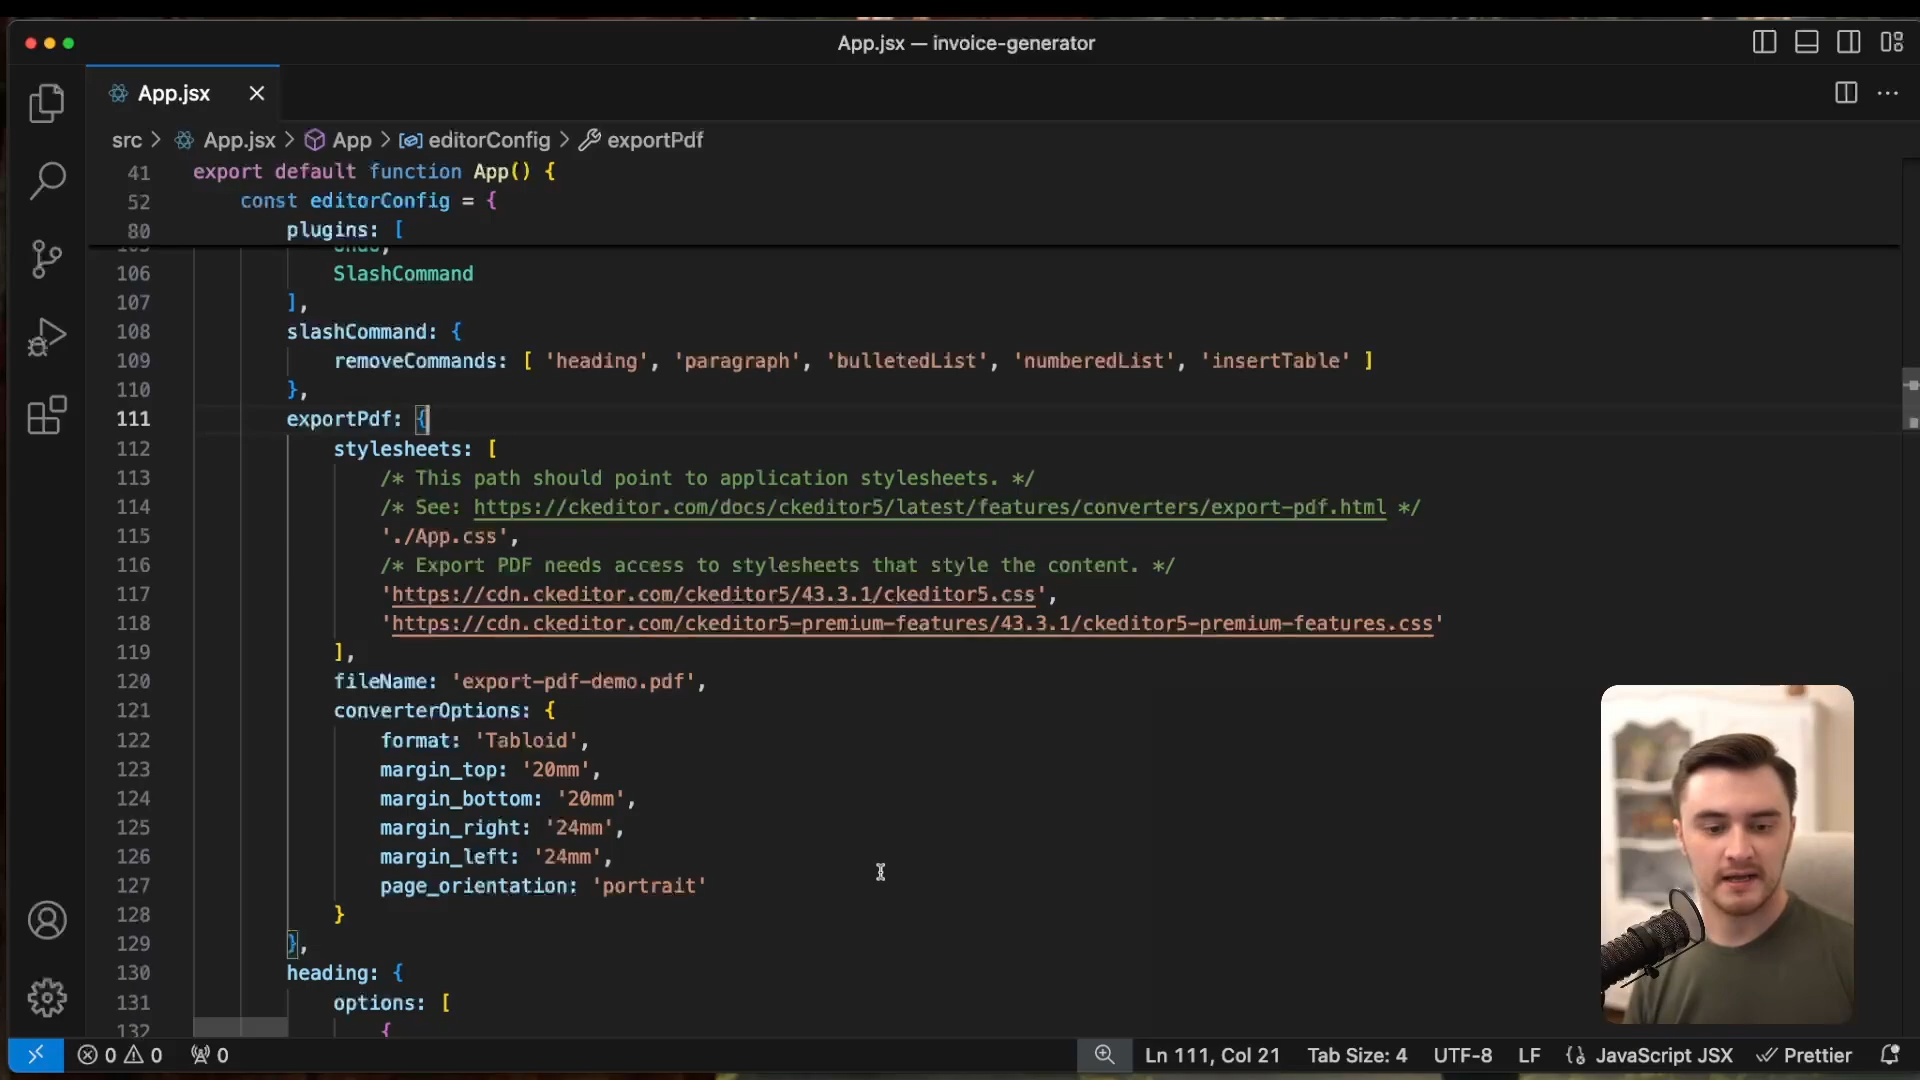 App.jsx — invoice-generator
App.jsx
src > App.jsx > App > editorConfig > exportPdf
41 export default function App() {
52 const editorConfig = {
80 plugins: [
106 SlashCommand
107 ],
108 slashCommand: {
109 removeCommands: [ 'heading', 'paragraph', 'bulletedList', 'numberedList', 'insertTable' ]
110 },
111 exportPdf: {
112 stylesheets: [
113 /* This path should point to application stylesheets. */
114 /* See: https://ckeditor.com/docs/ckeditor5/latest/features/converters/export-pdf.html */
115 './App.css',
116 /* Export PDF needs access to stylesheets that style the content. */
117 'https://cdn.ckeditor.com/ckeditor5/43.3.1/ckeditor5.css',
118 'https://cdn.ckeditor.com/ckeditor5-premium-features/43.3.1/ckeditor5-premium-features.css'
119 ],
120 fileName: 'export-pdf-demo.pdf',
121 converterOptions: {
122 format: 'Tabloid',
123 margin_top: '20mm',
124 margin_bottom: '20mm',
125 margin_right: '24mm',
126 margin_left: '24mm',
127 page_orientation: 'portrait'
128 }
129 },
130 heading: {
131 options: [
132 {
0 0 0 Ln 111, Col 21 Tab Size: 4 UTF-8 LF JavaScript JSX Prettier